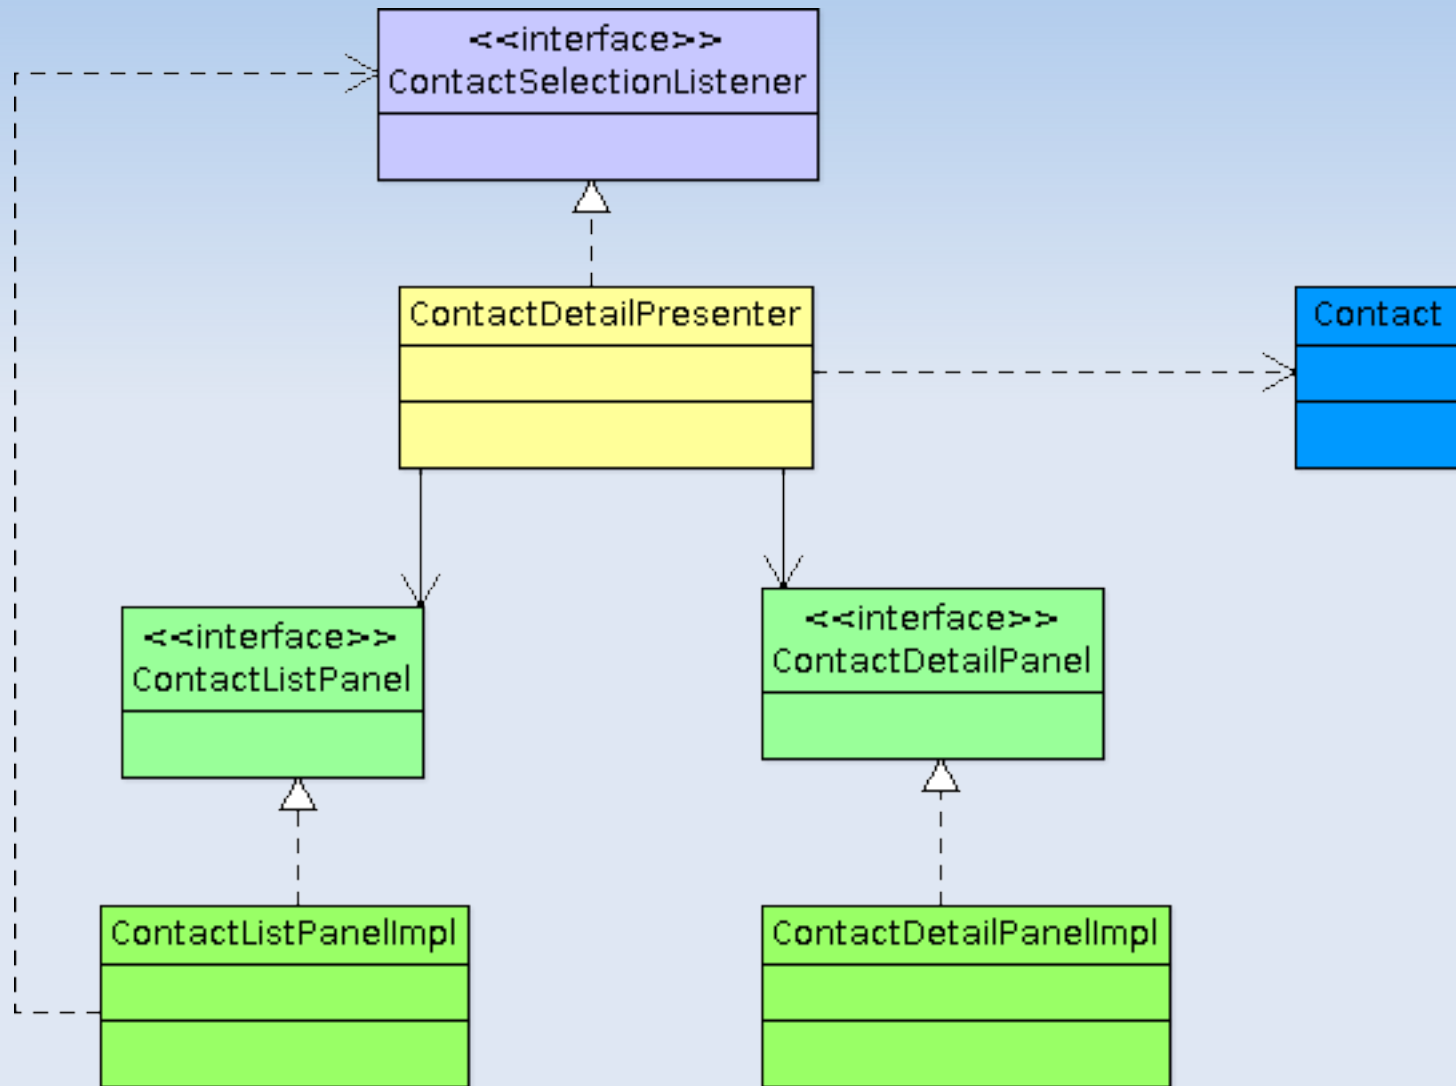 <<interface>>
ContactSelectionListener
ContactDetailPresenter
Contact
<<interface>>
ContactListPanel
<<interface>>
ContactDetailPanel
ContactListPanelImpl
ContactDetailPanelImpl